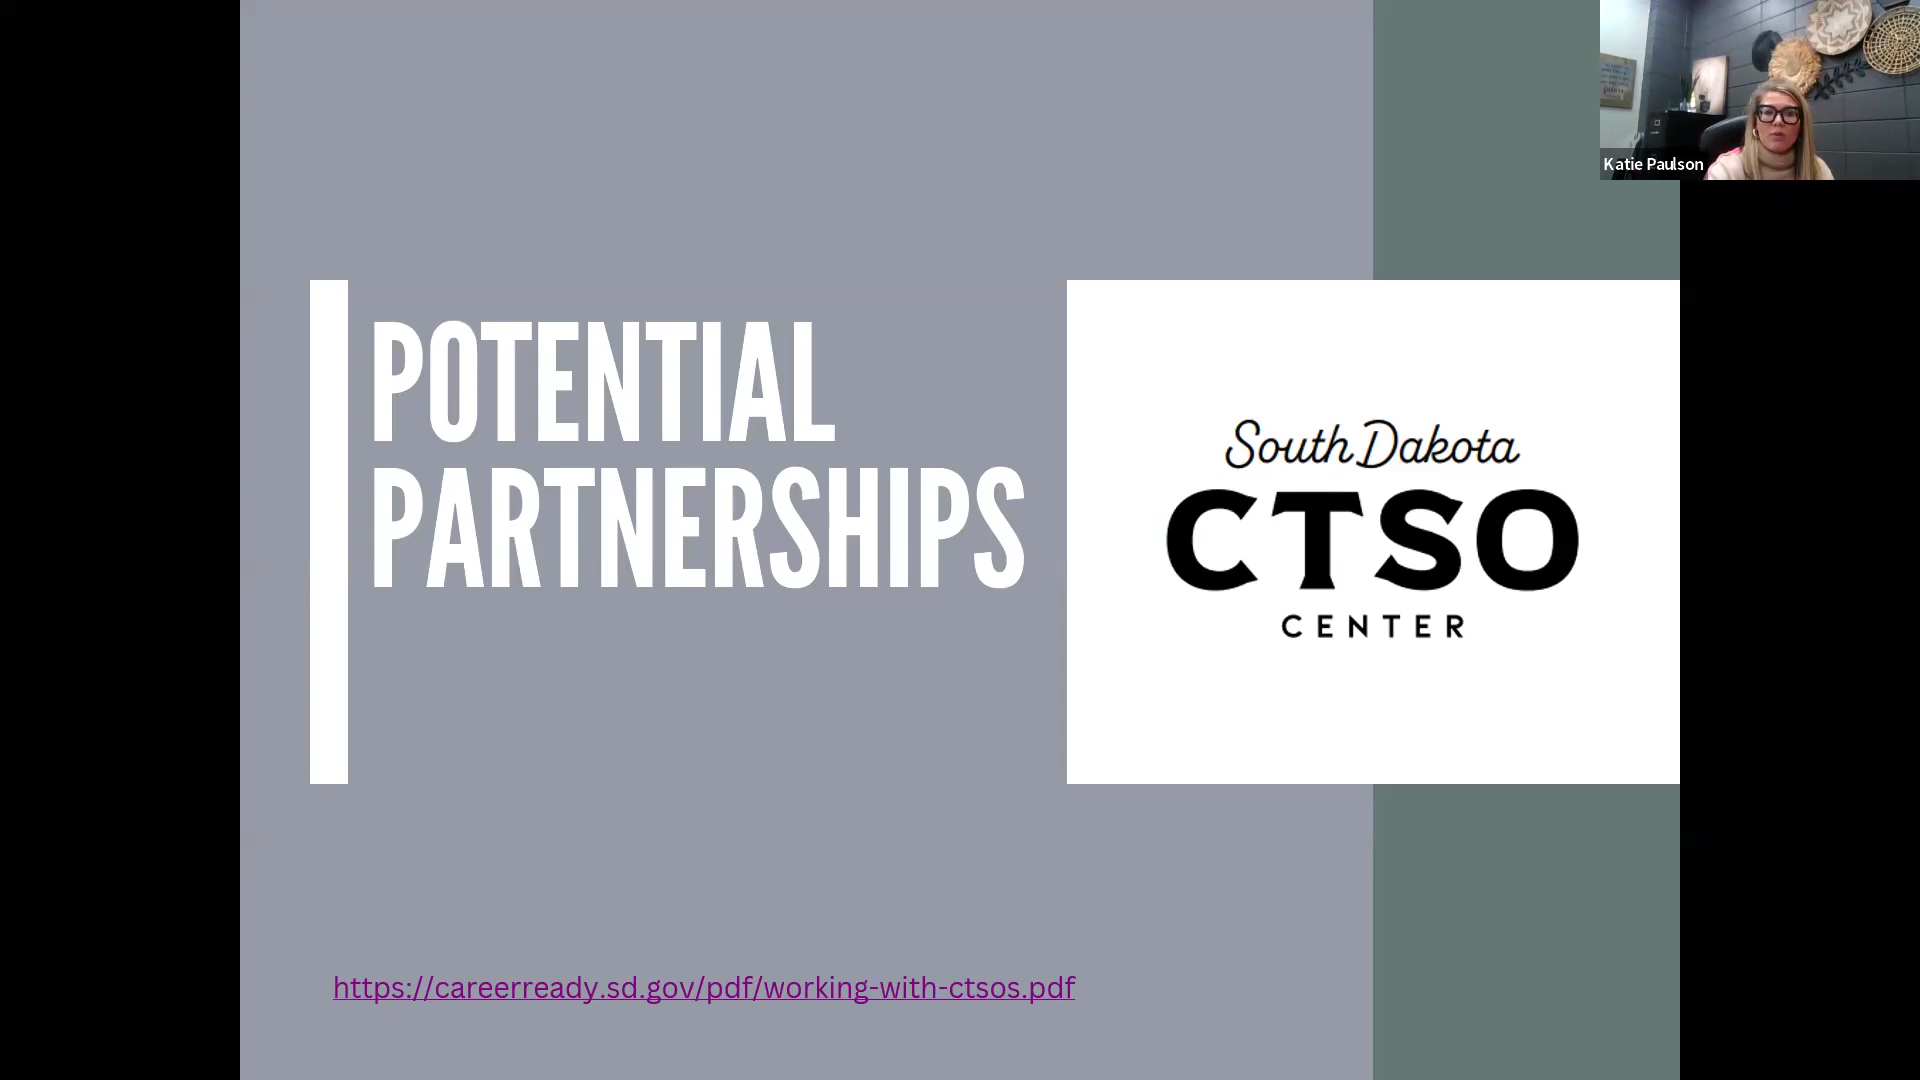 POTENTIAL
PARTNERSHIPS
South Dakota
CTSO
CENTER
https://careerready.sd.gov/pdf/working-with-ctsos.pdf
Katie Paulson